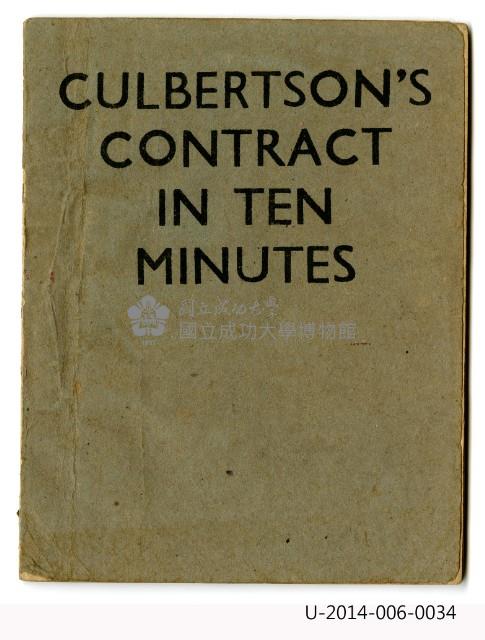 CULBERTSON'S
CONTRACT
IN TEN
MINUTES
國立成功大學
國立成功大學博物館
1931
U-2014-006-0034